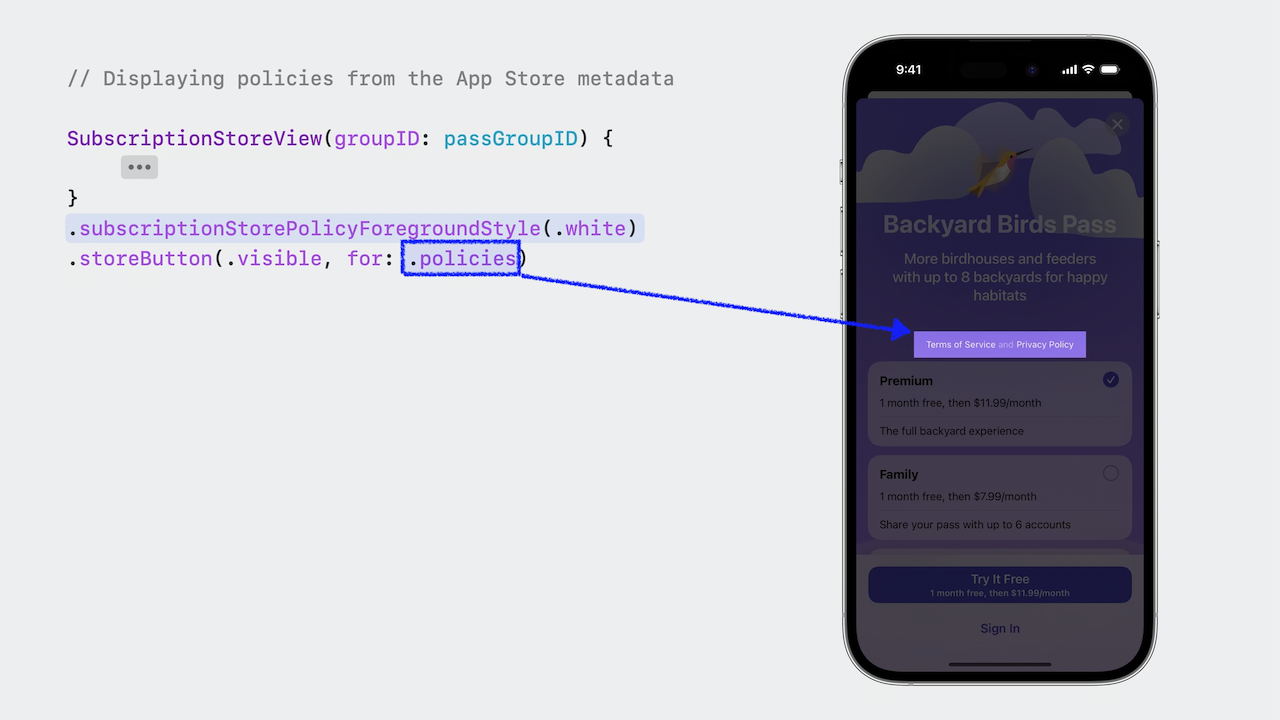 // Displaying policies from the App Store metadata
SubscriptionStoreView(groupID: passGroupID) {
•••
}
.subscriptionStorePolicyForegroundStyle(.white)
.storeButton(.visible, for: .policies)
9:41
Backyard Birds Pass
More birdhouses and feeders
with up to 8 backyards for happy
habitats
Terms of Service and Privacy Policy
Premium
1 month free, then $11.99/month
The full backyard experience
Family
1 month free, then $7.99/month
Share your pass with up to 6 accounts
Try It Free
1 month free, then $11.99/month
Sign In